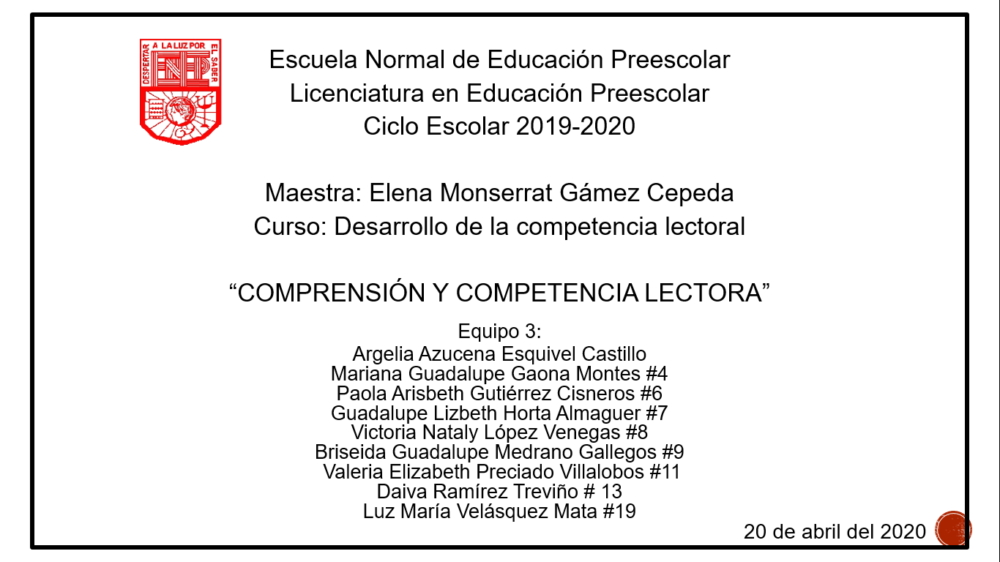 DESPERTAR A LA LUZ POR EL SABER
ENEP
Escuela Normal de Educación Preescolar
Licenciatura en Educación Preescolar
Ciclo Escolar 2019-2020
Maestra: Elena Monserrat Gámez Cepeda
Curso: Desarrollo de la competencia lectoral
“COMPRENSIÓN Y COMPETENCIA LECTORA”
Equipo 3:
Argelia Azucena Esquivel Castillo
Mariana Guadalupe Gaona Montes #4
Paola Arisbeth Gutiérrez Cisneros #6
Guadalupe Lizbeth Horta Almaguer #7
Victoria Nataly López Venegas #8
Briseida Guadalupe Medrano Gallegos #9
Valeria Elizabeth Preciado Villalobos #11
Daiva Ramírez Treviño # 13
Luz María Velásquez Mata #19
20 de abril del 2020